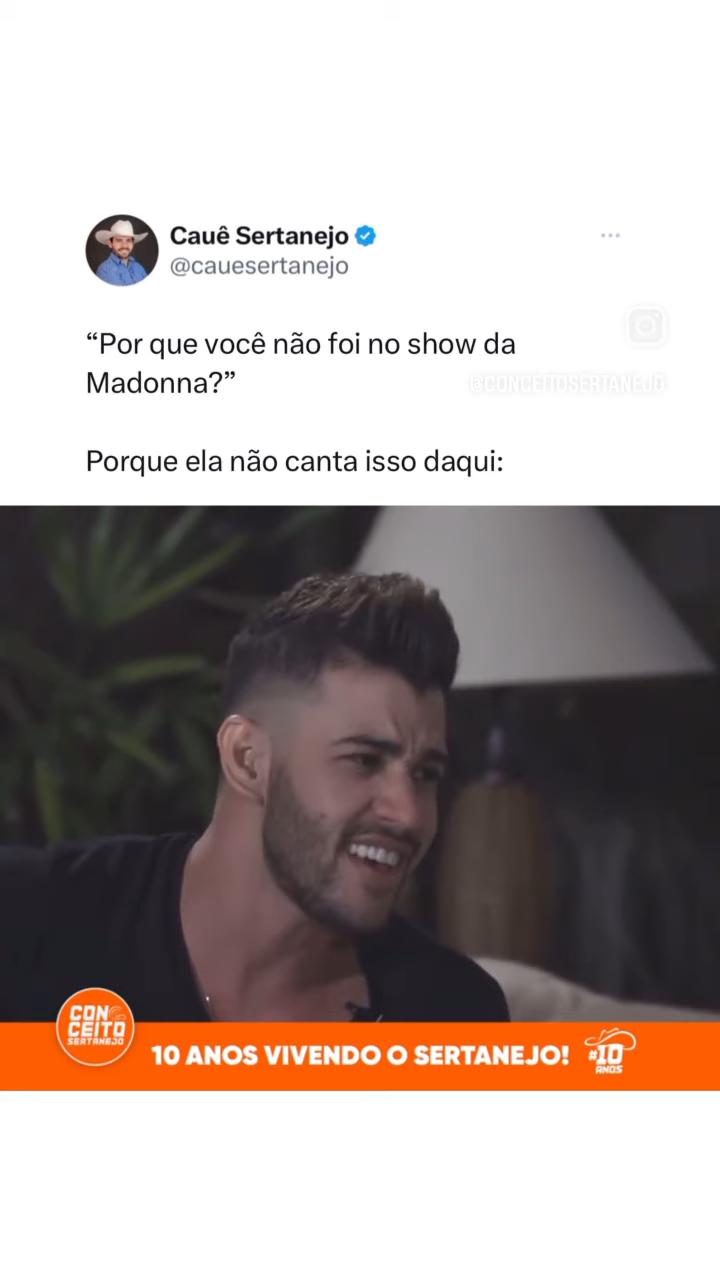 Cauê Sertanejo
@cauesertanejo
“Por que você não foi no show da
Madonna?”
@CONCEITOSERTANEJO
Porque ela não canta isso daqui:
CON
CEITO
SERTANEJO
10 ANOS VIVENDO O SERTANEJO!
#10
ANOS